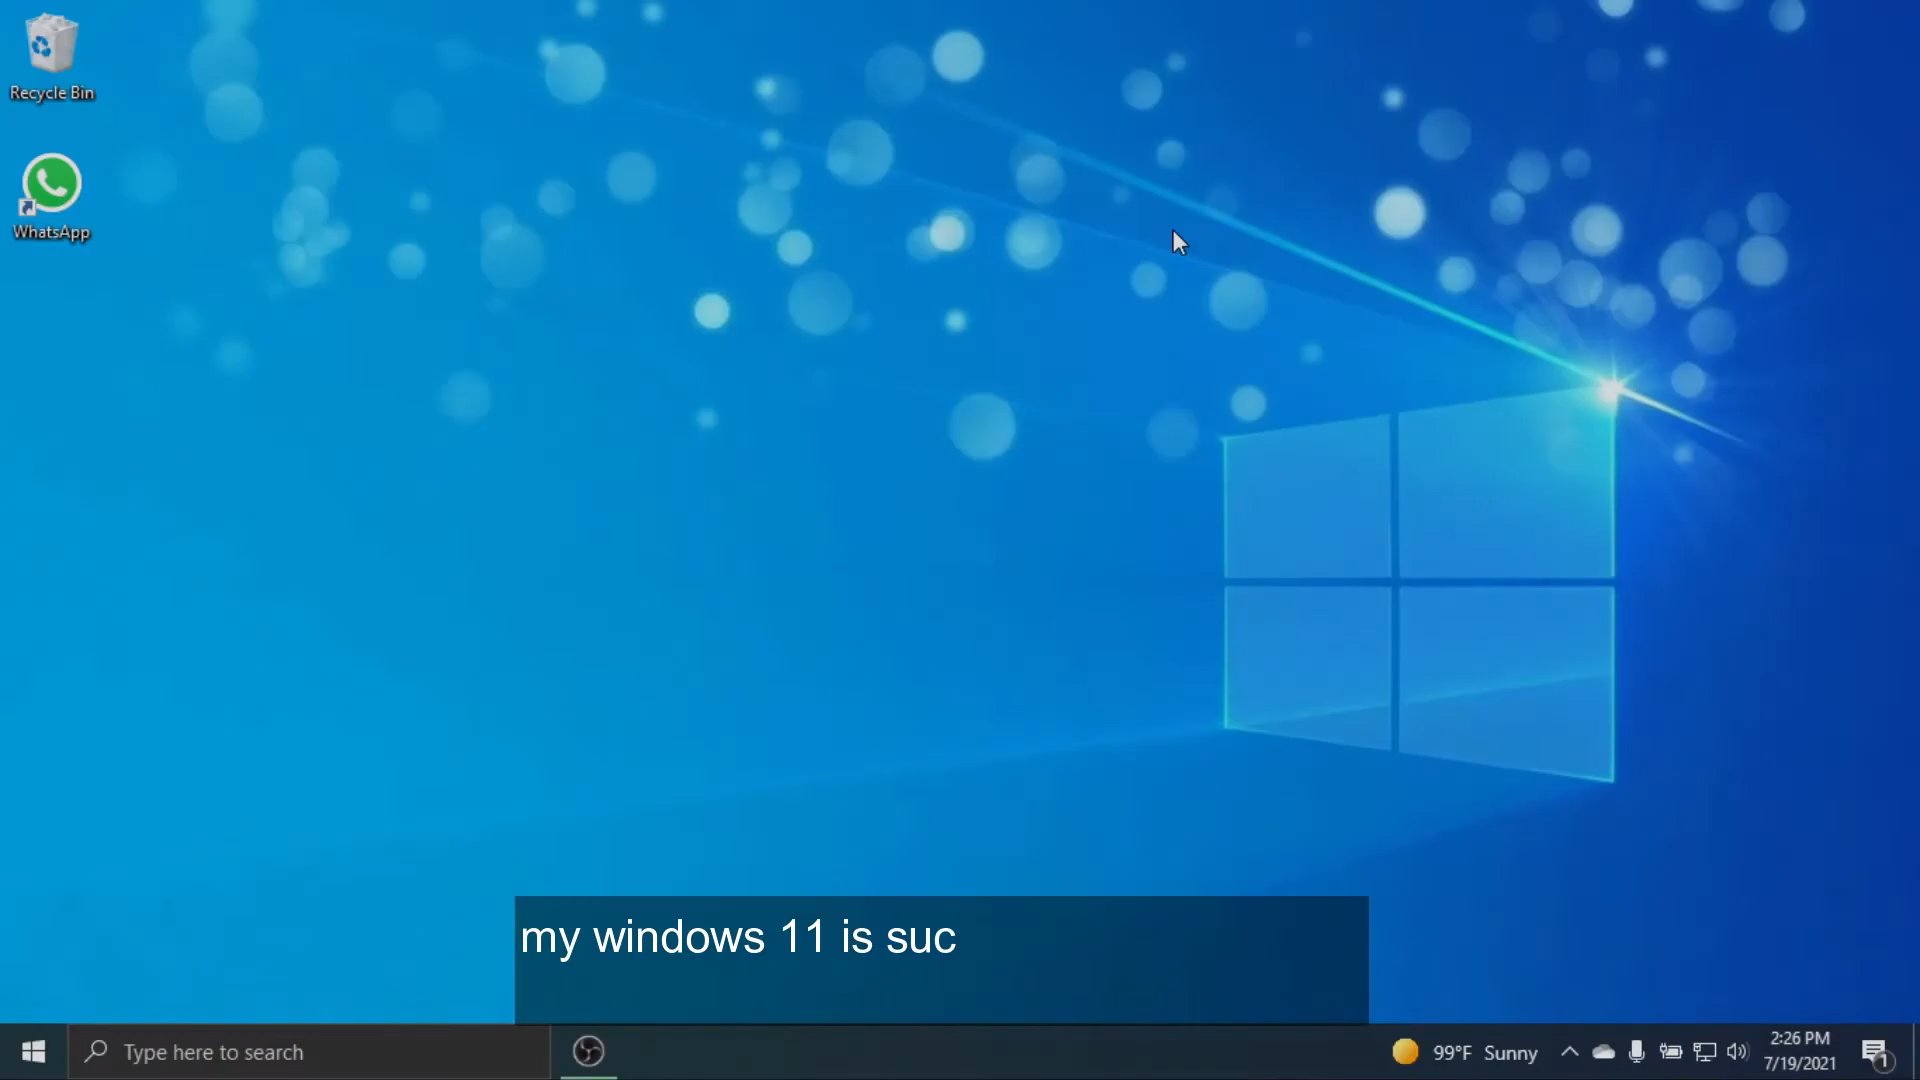 Recycle Bin
WhatsApp
my windows 11 is suc
Type here to search
99°F Sunny
2:26 PM
7/19/2021
1